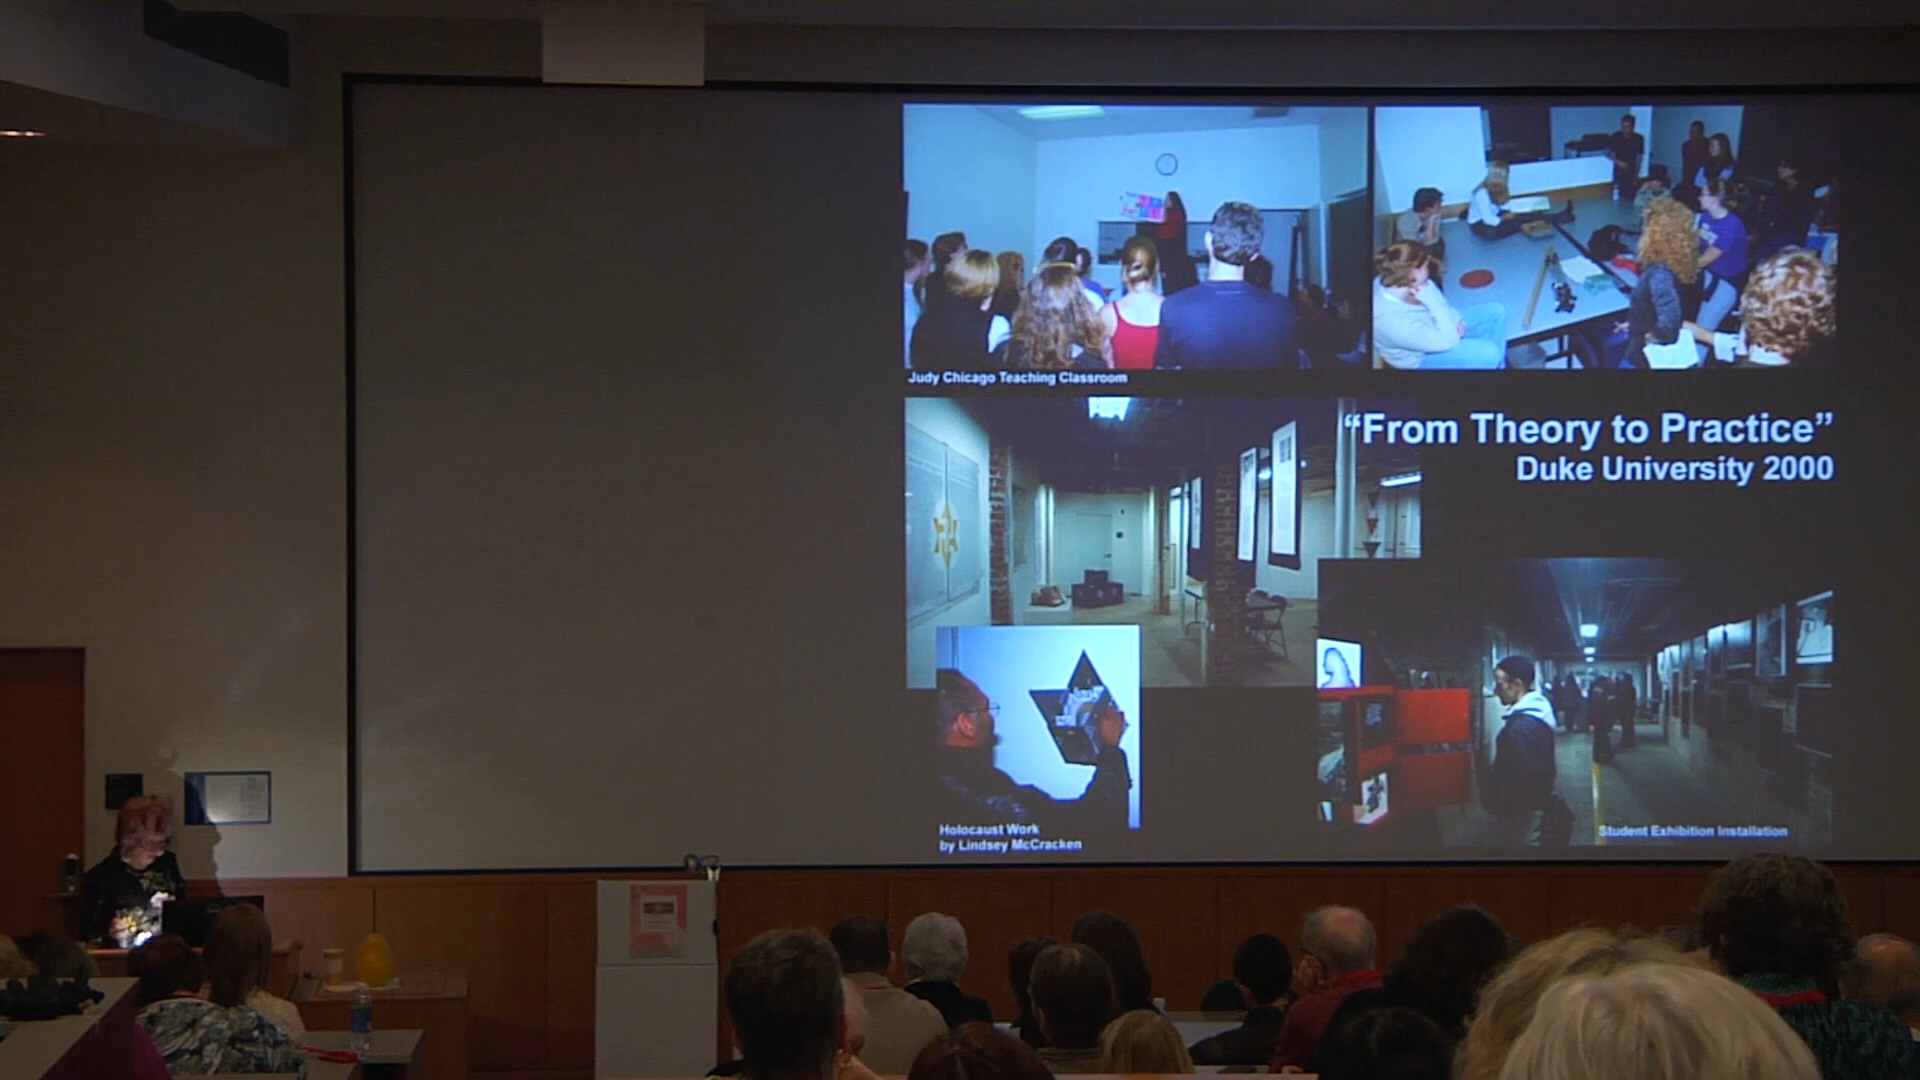 Judy Chicago Teaching Classroom
“From Theory to Practice”
Duke University 2000
Holocaust Work
by Lindsey McCracken
Student Exhibition Installation